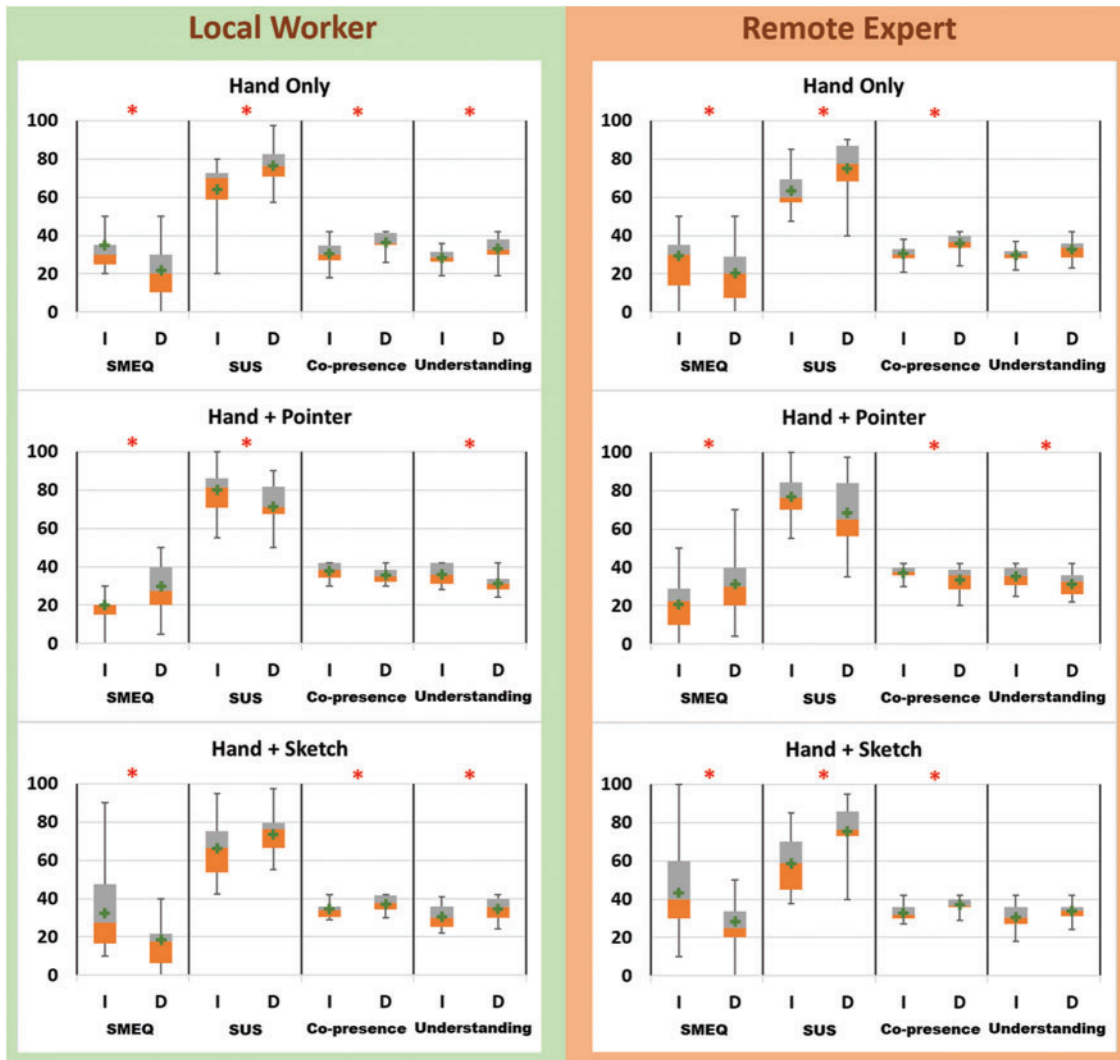 Local Worker
Hand Only
* * * *
100
80
60
40
20
0
I D I D I D I D
SMEQ SUS Co-presence Understanding
Hand + Pointer
* * *
100
80
60
40
20
0
I D I D I D I D
SMEQ SUS Co-presence Understanding
Hand + Sketch
* * *
100
80
60
40
20
0
I D I D I D I D
SMEQ SUS Co-presence Understanding
Remote Expert
Hand Only
* * *
100
80
60
40
20
0
I D I D I D I D
SMEQ SUS Co-presence Understanding
Hand + Pointer
* * *
100
80
60
40
20
0
I D I D I D I D
SMEQ SUS Co-presence Understanding
Hand + Sketch
* * *
100
80
60
40
20
0
I D I D I D I D
SMEQ SUS Co-presence Understanding